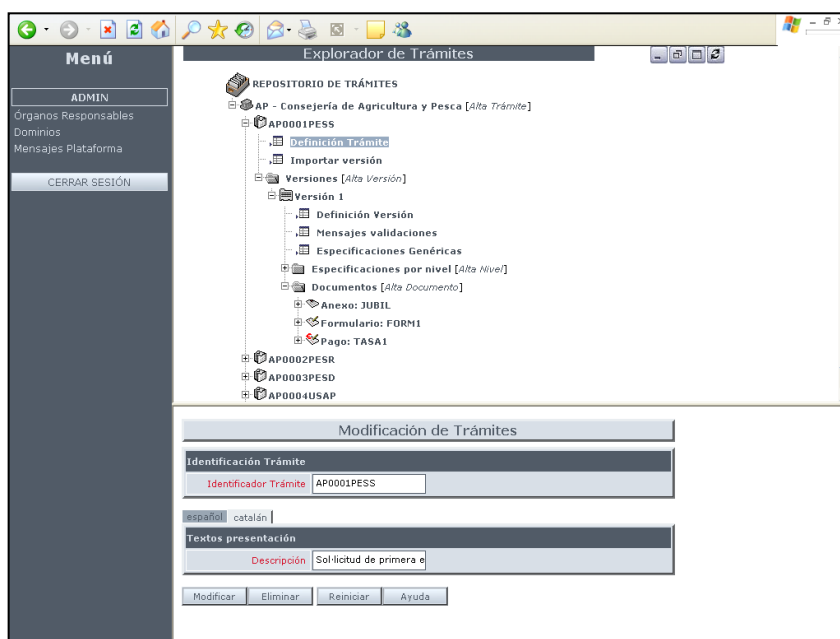 Menú
ADMIN
Órganos Responsables
Dominios
Mensajes Plataforma
CERRAR SESIÓN
Explorador de Trámites
REPOSITORIO DE TRÁMITES
AP - Consejería de Agricultura y Pesca [Alta Trámite]
AP0001PESS
Definición Trámite
Importar versión
Versiones [Alta Versión]
Versión 1
Definición Versión
Mensajes validaciones
Especificaciones Genéricas
Especificaciones por nivel [Alta Nivel]
Documentos [Alta Documento]
Anexo: JUBIL
Formulario: FORM1
Pago: TASA1
AP0002PESR
AP0003PESD
AP0004USAP
Modificación de Trámites
Identificación Trámite
Identificador Trámite AP0001PESS
español catalán
Textos presentación
Descripción Sol·licitud de primera e
Modificar Eliminar Reiniciar Ayuda